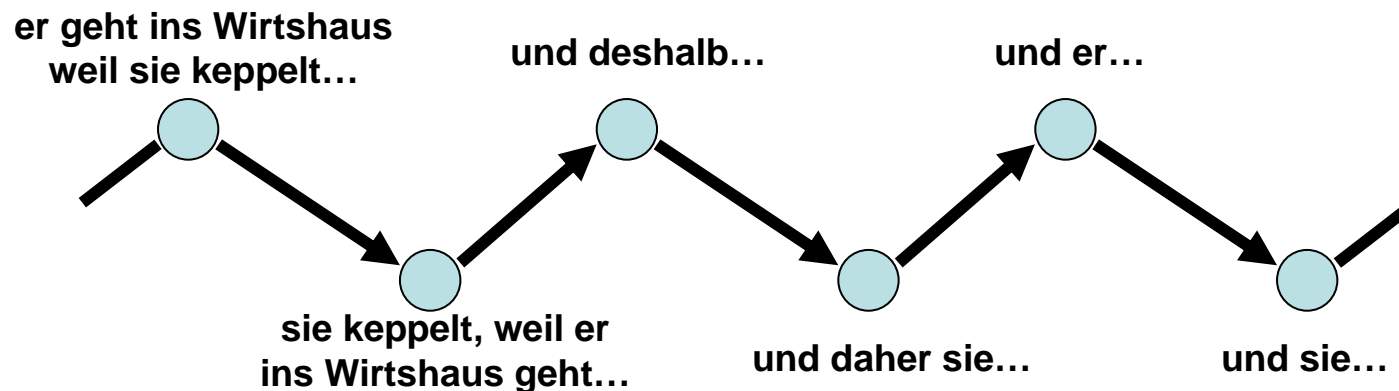 er geht ins Wirtshaus
weil sie keppelt…
sie keppelt, weil er
ins Wirtshaus geht…
und deshalb…
und daher sie…
und er…
und sie…